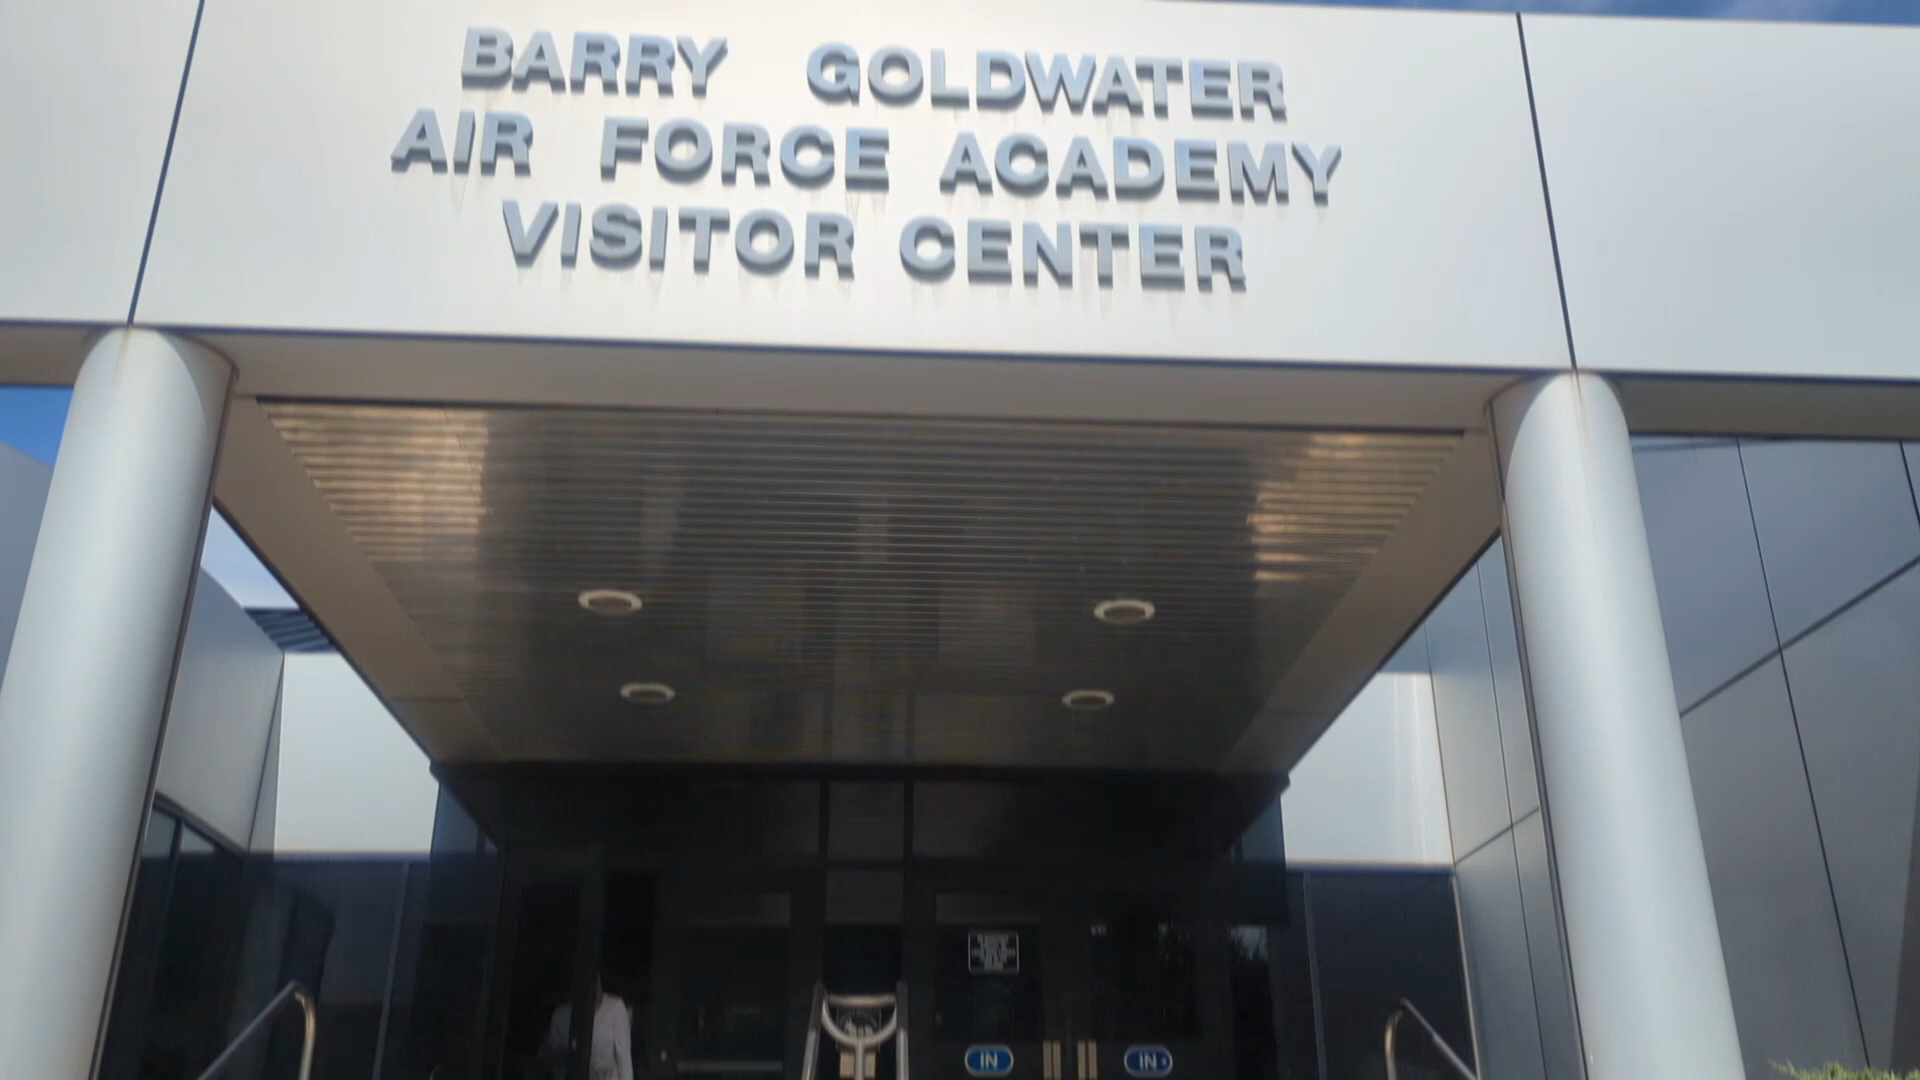 BARRY GOLDWATER
AIR FORCE ACADEMY
VISITOR CENTER
IN
IN